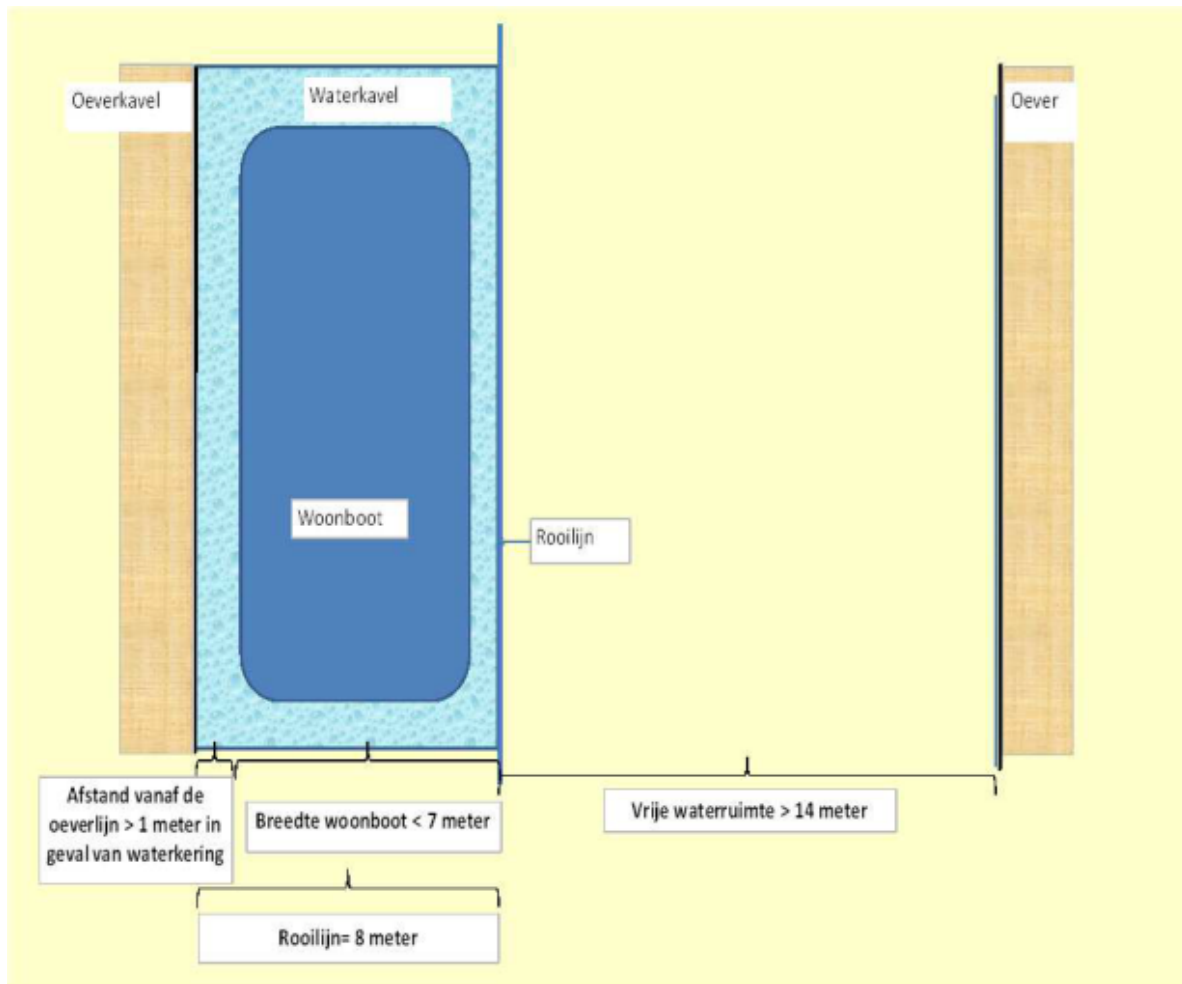 Oeverkavel
Waterkavel
Oever
Woonboot
Rooilijn
Afstand vanaf de
oeverlijn > 1 meter in
geval van waterkering
Breedte woonboot < 7 meter
Vrije waterruimte > 14 meter
Rooilijn= 8 meter